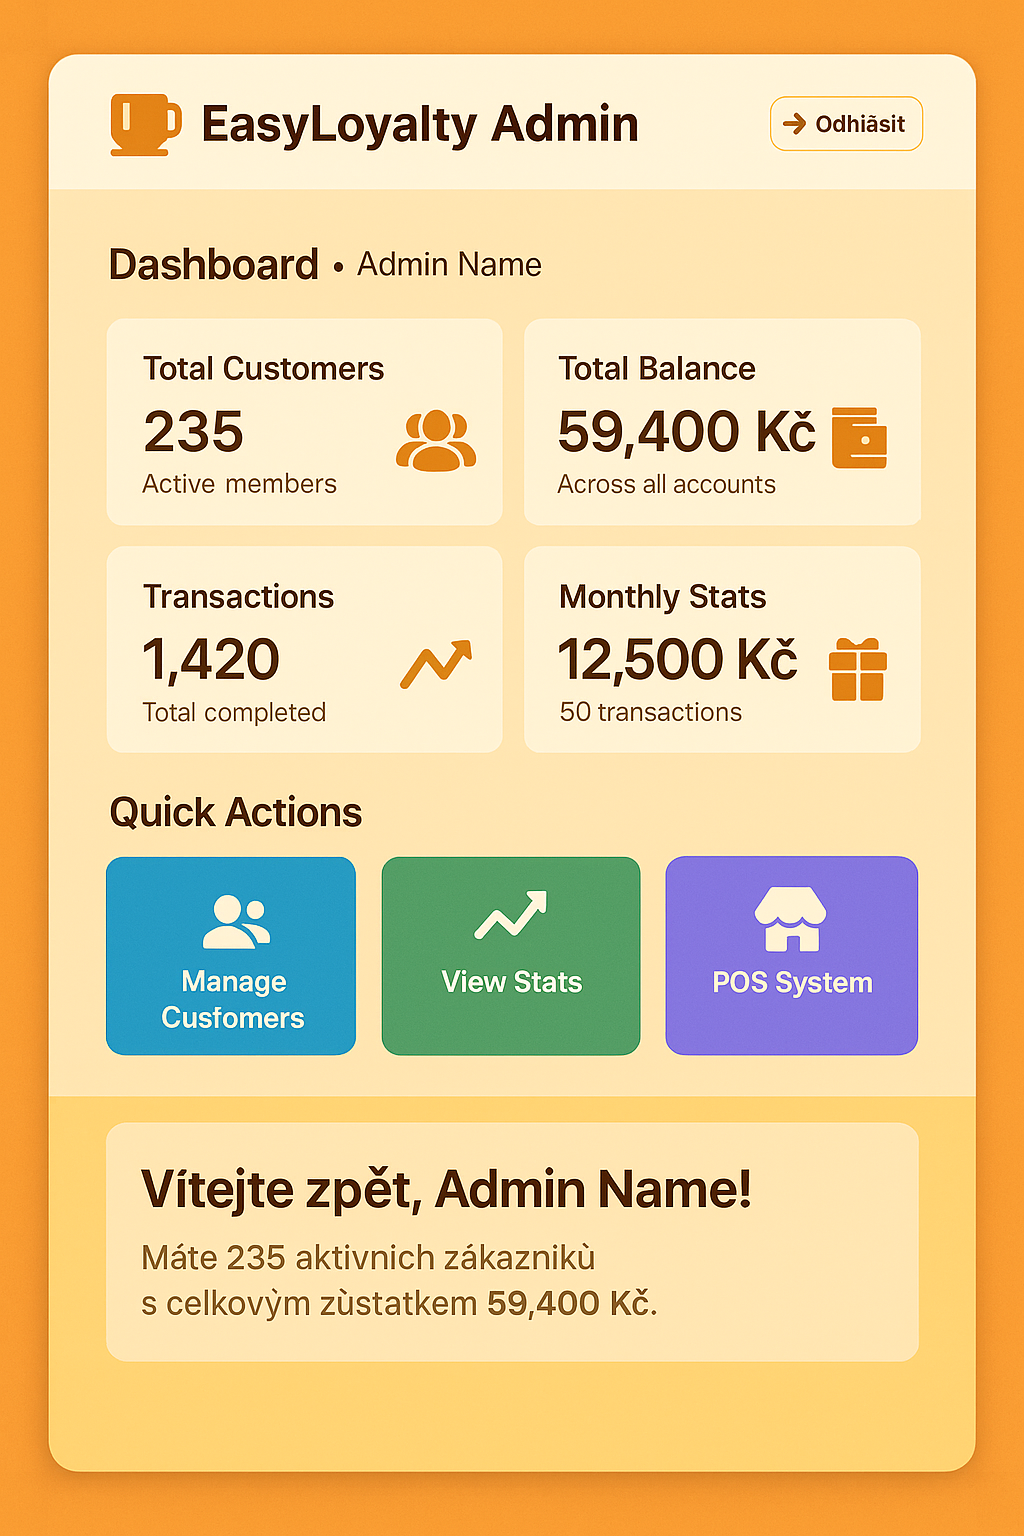 EasyLoyalty Admin
Odhiãsit
Dashboard • Admin Name
Total Customers
235
Active members
Total Balance
59,400 Kč
Across all accounts
Transactions
1,420
Total completed
Monthly Stats
12,500 Kč
50 transactions
Quick Actions
Manage
Cusfomers
View Stats
POS System
Vítejte zpět, Admin Name!
Máte 235 aktivnich zákaznikù
s celkovỳm zùstatkem 59,400 Kč.